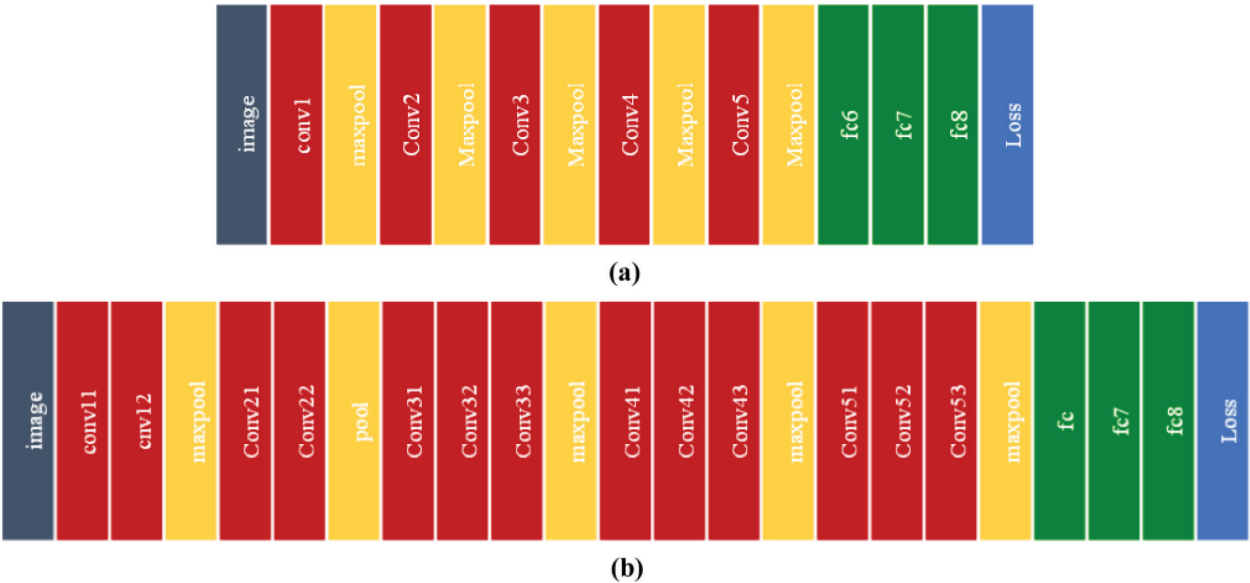 image
conv1
maxpool
Conv2
Maxpool
Conv3
Maxpool
Conv4
Maxpool
Conv5
Maxpool
fc6
fc7
fc8
Loss
(a)
image
conv11
cnv12
maxpool
Conv21
Conv22
pool
Conv31
Conv32
Conv33
maxpool
Conv41
Conv42
Conv43
maxpool
Conv51
Conv52
Conv53
maxpool
fc
fc7
fc8
Loss
(b)